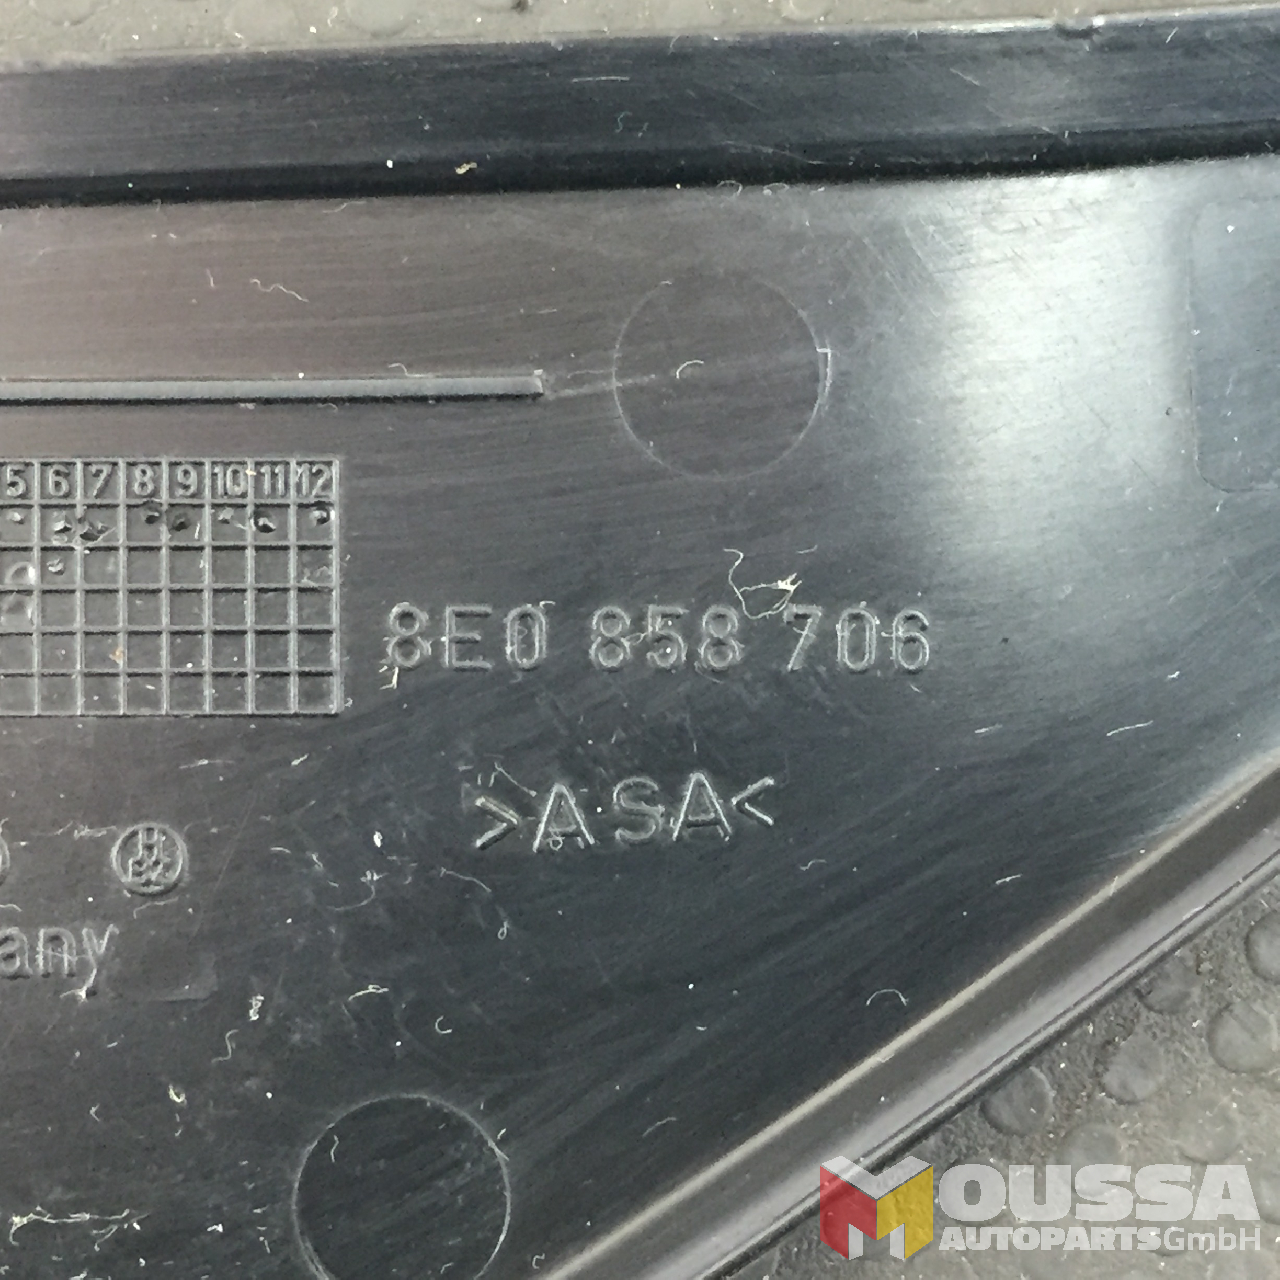 5 6 7 8 9 10 11 12
8E0 858 706
>ASA<
any
MOUSSA
AUTOPARTS GmbH